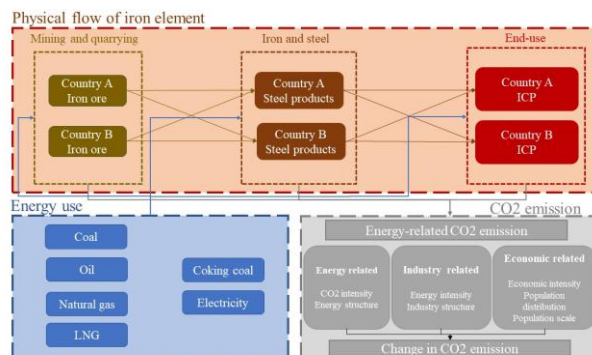 Physical flow of iron element
Mining and quarrying
Iron and steel
End-use
Country A
Iron ore
Country A
Steel products
Country A
ICP
Country B
Iron ore
Country B
Steel products
Country B
ICP
Energy use
CO2 emission
Coal
Oil
Natural gas
LNG
Coking coal
Electricity
Energy-related CO2 emission
Energy related
CO2 intensity
Energy structure
Industry related
Energy intensity
Industry structure
Economic related
Economic intensity
Population
distribution
Population scale
Change in CO2 emission